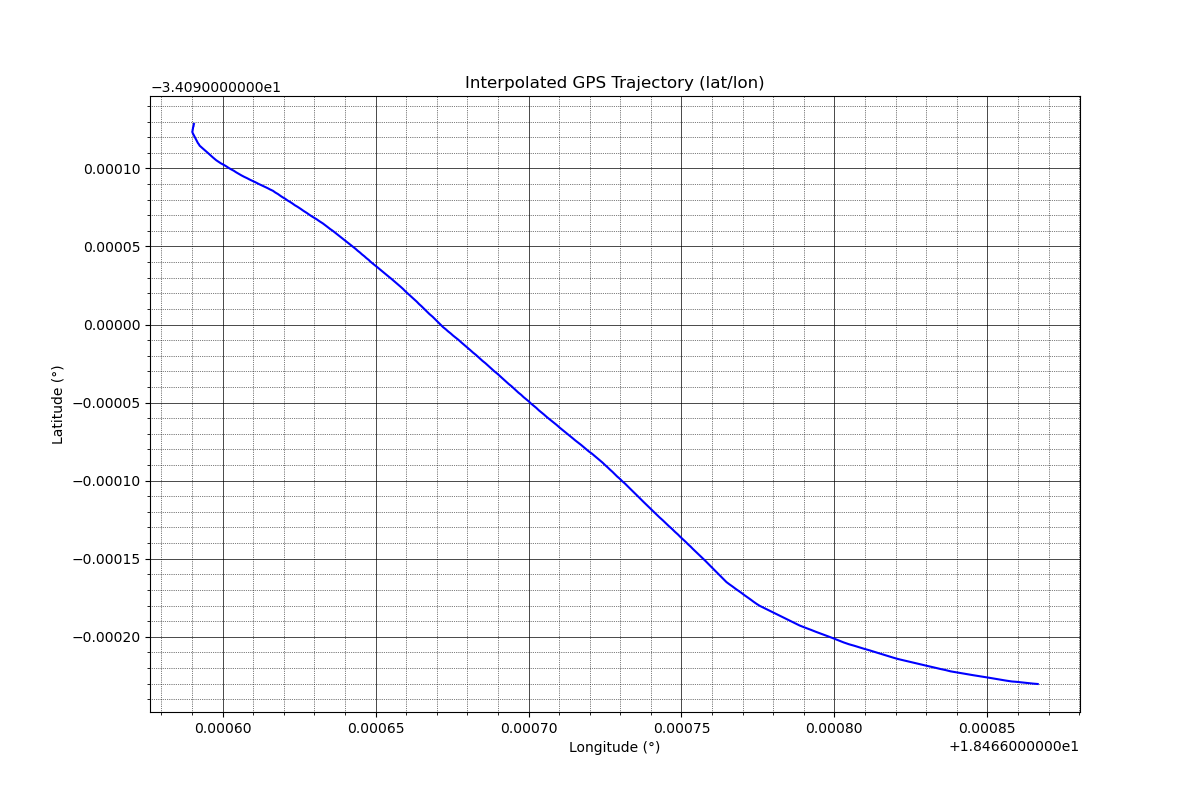 Interpolated GPS Trajectory (lat/lon)
−3.4090000000e1
0.00010
0.00005
0.00000
−0.00005
−0.00010
−0.00015
−0.00020
Latitude (°)
0.00060 0.00065 0.00070 0.00075 0.00080 0.00085
Longitude (°)
+1.8466000000e1